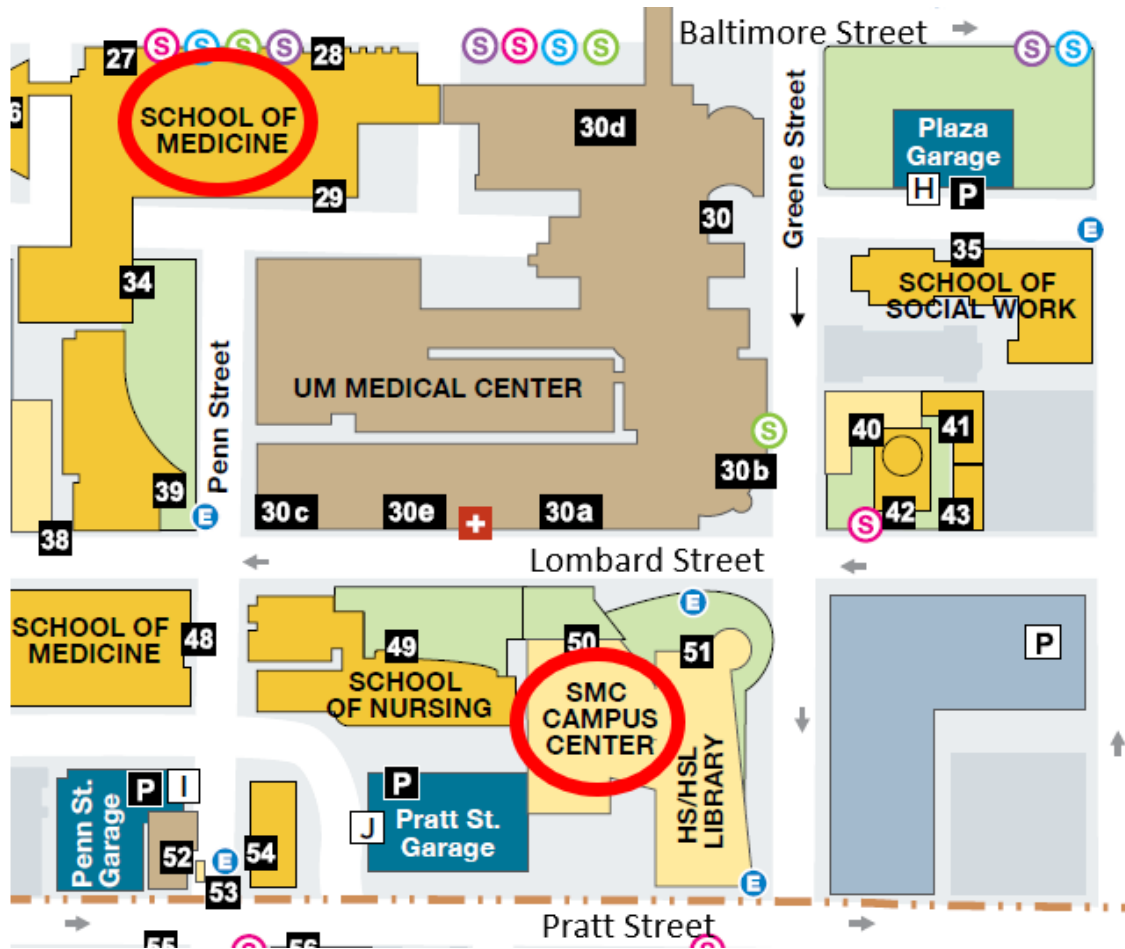 Baltimore Street
27
S
S
S
S
28
S
S
S
S
S
S
SCHOOL OF
MEDICINE
29
30d
30
Greene Street
Plaza
Garage
H
P
E
34
35
SCHOOL OF
SOCIAL WORK
UM MEDICAL CENTER
Penn Street
39
E
38
30c
30e
30a
30b
S
40
41
42
43
S
Lombard Street
SCHOOL OF
MEDICINE
48
49
SCHOOL
OF NURSING
50
SMC
CAMPUS
CENTER
51
E
HS/HSL
LIBRARY
E
P
Penn St.
Garage
P
I
52
53
E
54
P
J
Pratt St.
Garage
Pratt Street
S
S